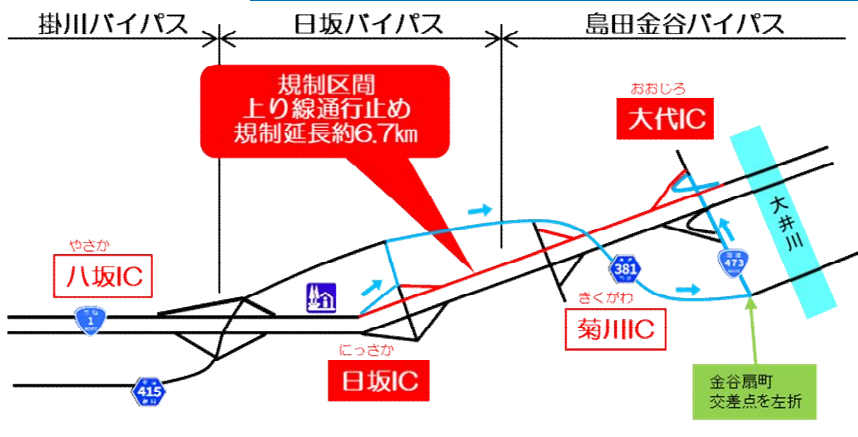 掛川バイパス
日坂バイパス
島田金谷バイパス
規制区間
上り線通行止め
規制延長約6.7km
おおじろ
大代IC
大井川
やさか
八坂IC
1
381
473
きくがわ
菊川IC
にっさか
日坂IC
415
金谷扇町
交差点を左折